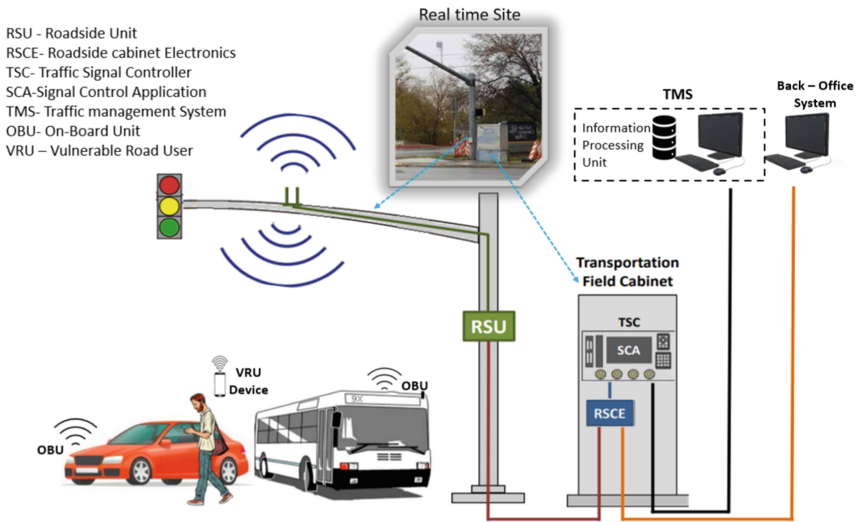 Real time Site
RSU - Roadside Unit
RSCE- Roadside cabinet Electronics
TSC- Traffic Signal Controller
SCA-Signal Control Application
TMS- Traffic management System
OBU- On-Board Unit
VRU – Vulnerable Road User
TMS
Back – Office
System
Information
Processing
Unit
Transportation
Field Cabinet
TSC
SCA
RSU
RSCE
VRU
Device
OBU
9X
OBU